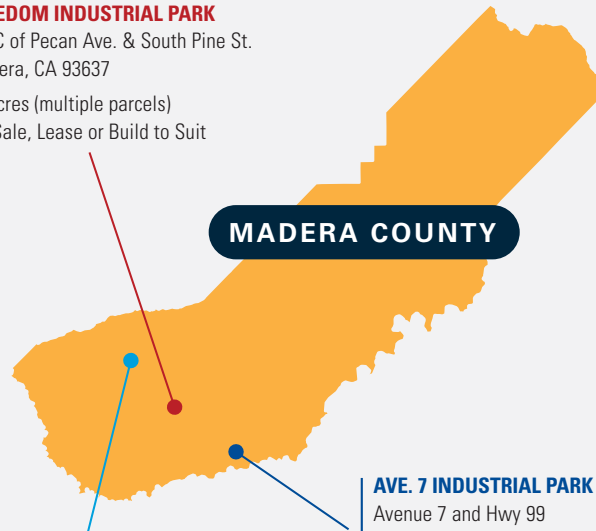 EDOM INDUSTRIAL PARK
C of Pecan Ave. & South Pine St.
era, CA 93637
cres (multiple parcels)
Sale, Lease or Build to Suit
MADERA COUNTY
AVE. 7 INDUSTRIAL PARK
Avenue 7 and Hwy 99